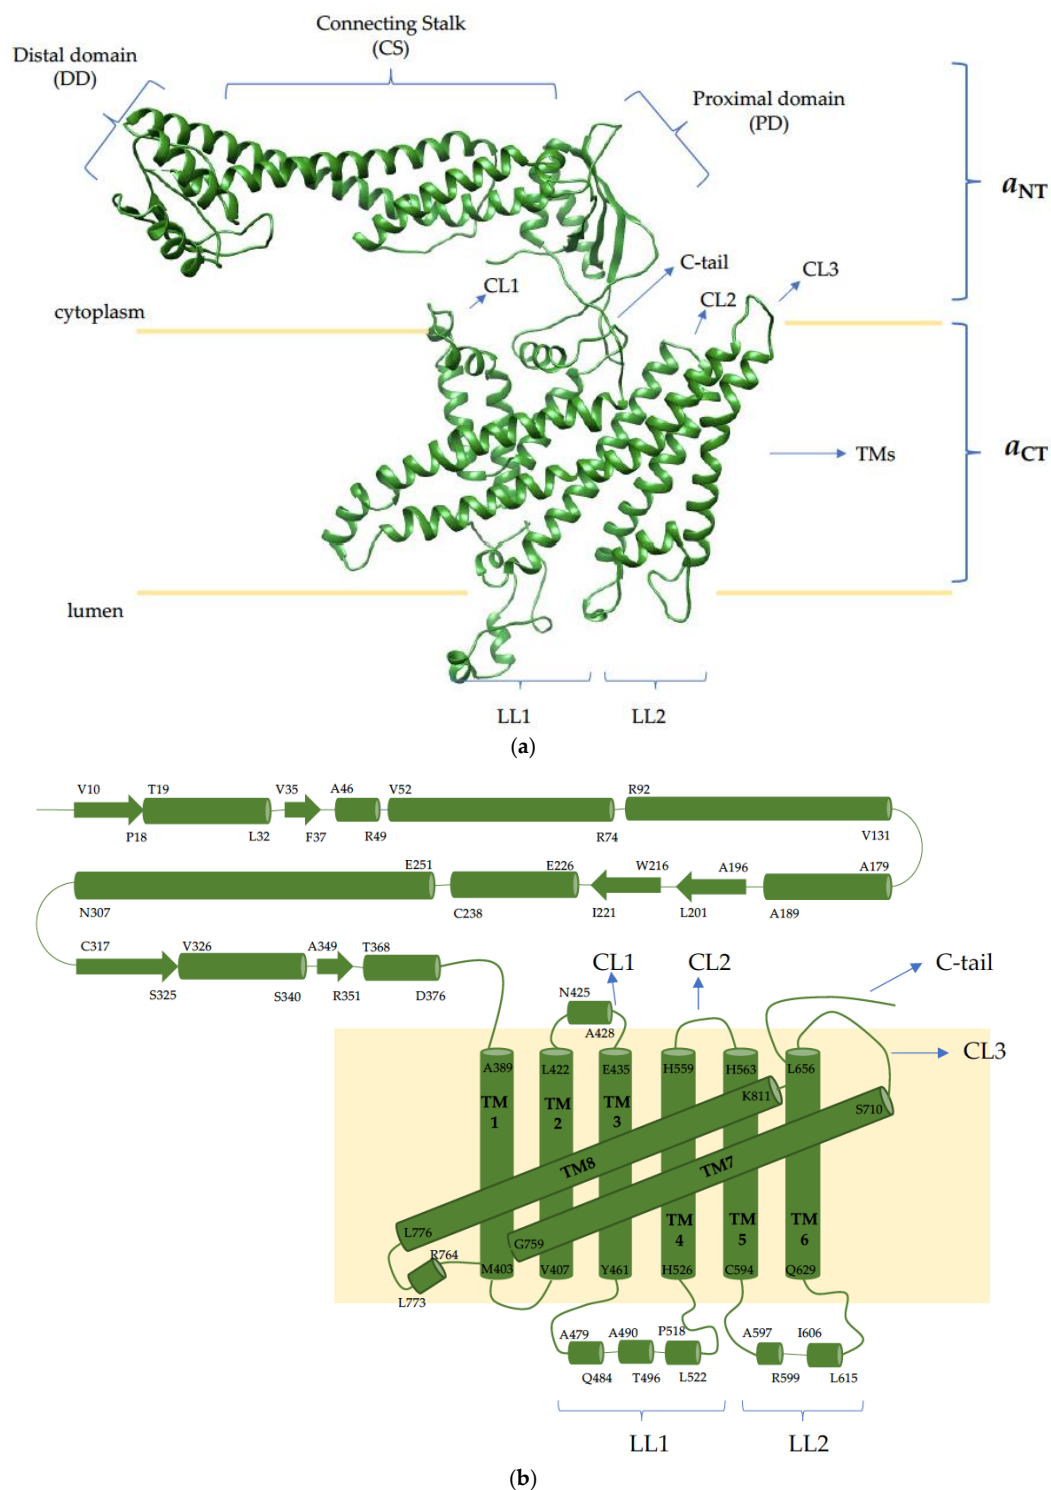 Connecting Stalk
(CS)
Distal domain
(DD)
Proximal domain
(PD)
aNT
C-tail
CL3
CL1
CL2
cytoplasm
TMs
aCT
lumen
LL1
LL2
(a)
V10
T19
V35
A46
V52
R92
P18
L32
F37
R49
R74
V131
E251
E226
W216
A196
A179
N307
C238
I221
L201
A189
C317
V326
A349
T368
S325
S340
R351
D376
CL1
CL2
C-tail
N425
A428
CL3
A389
L422
E435
H559
H563
L656
K811
S710
TM
1
TM
2
TM
3
TM8
TM7
TM
4
TM
5
TM
6
L776
G759
R764
M403
V407
Y461
H526
C594
Q629
L773
A479
A490
P518
A597
I606
Q484
T496
L522
R599
L615
LL1
LL2
(b)